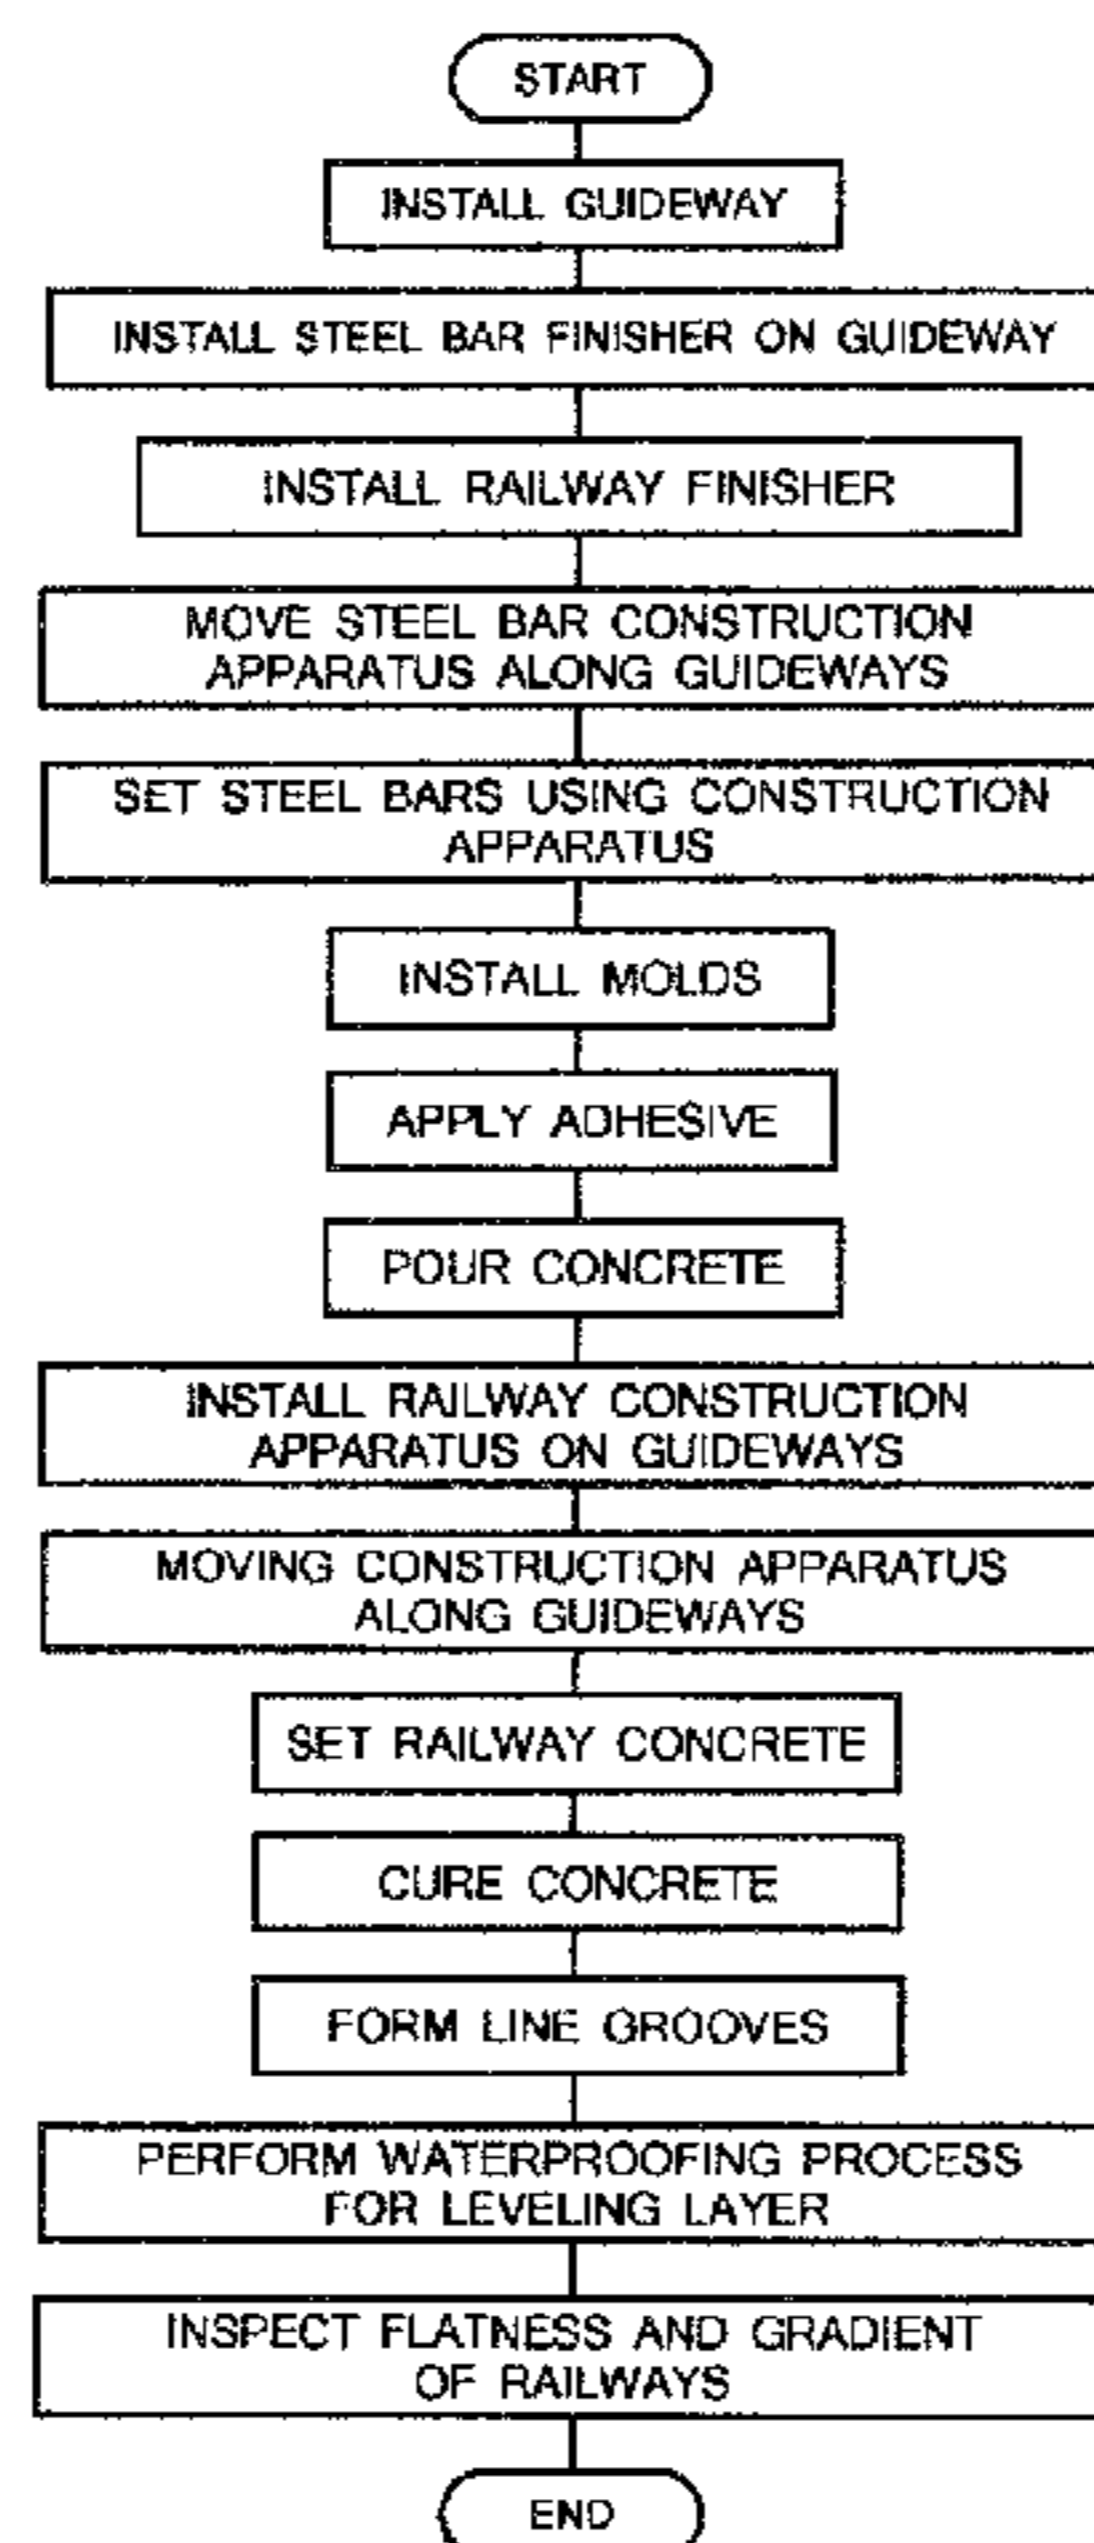 START
INSTALL GUIDEWAY
INSTALL STEEL BAR FINISHER ON GUIDEWAY
INSTALL RAILWAY FINISHER
MOVE STEEL BAR CONSTRUCTION
APPARATUS ALONG GUIDEWAYS
SET STEEL BARS USING CONSTRUCTION
APPARATUS
INSTALL MOLDS
APPLY ADHESIVE
POUR CONCRETE
INSTALL RAILWAY CONSTRUCTION
APPARATUS ON GUIDEWAYS
MOVING CONSTRUCTION APPARATUS
ALONG GUIDEWAYS
SET RAILWAY CONCRETE
CURE CONCRETE
FORM LINE GROOVES
PERFORM WATERPROOFING PROCESS
FOR LEVELING LAYER
INSPECT FLATNESS AND GRADIENT
OF RAILWAYS
END